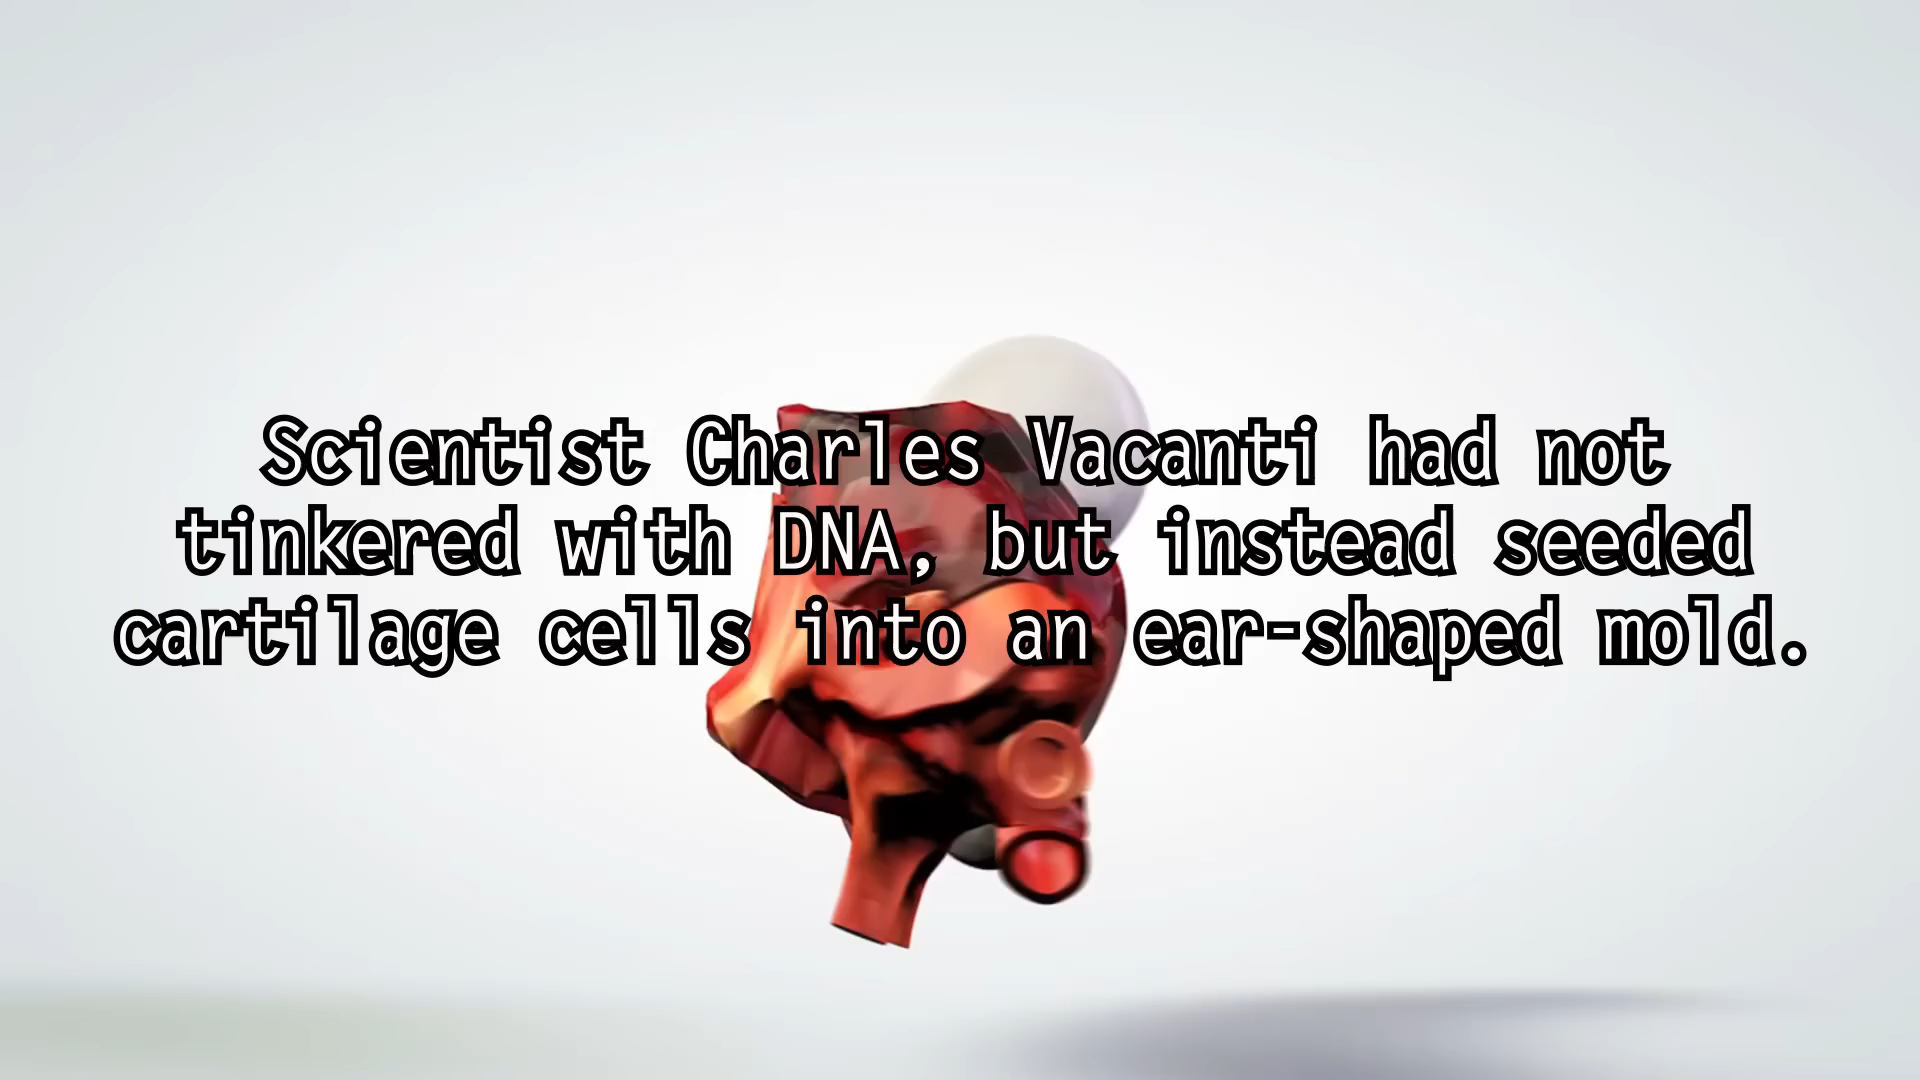 Scientist Charles Vacanti had not
tinkered with DNA, but instead seeded
cartilage cells into an ear-shaped mold.